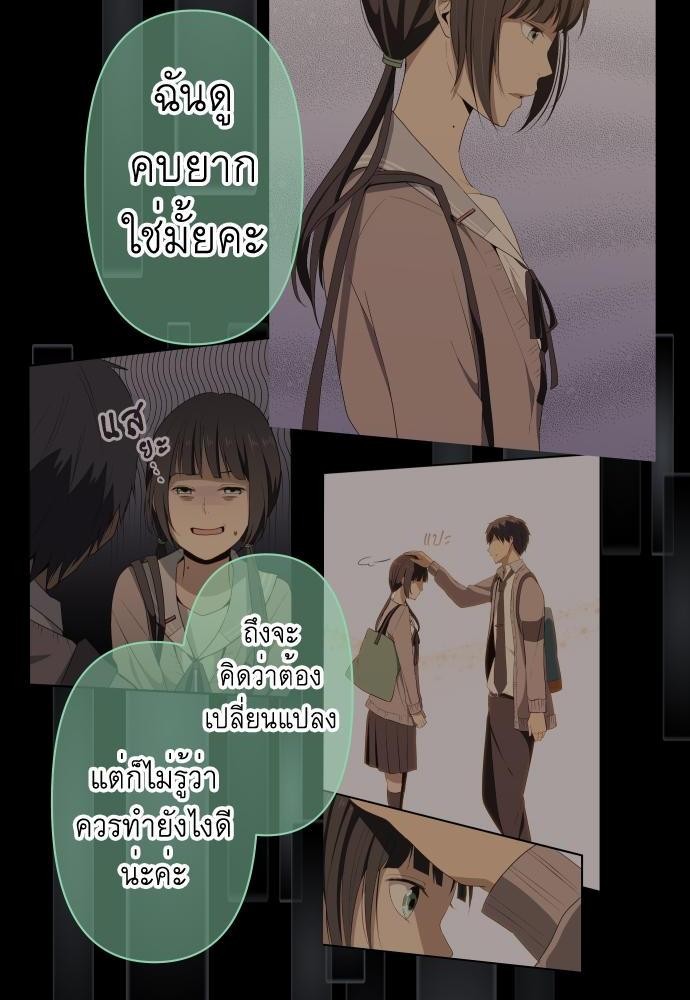 ฉันดู
คบยาก
ใช่มั้ยคะ
แส
ยะ
แปะ
ถึงจะ
คิดว่าต้อง
เปลี่ยนแปลง
แต่ก็ไม่รู้ว่า
ควรทำยังไงดี
น่ะค่ะ